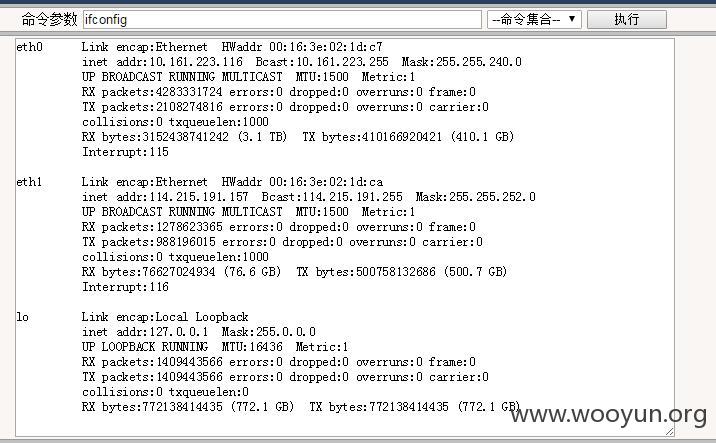 命令参数 ifconfig --命令集合-- 执行
eth0 Link encap:Ethernet HWaddr 00:16:3e:02:1d:c7
inet addr:10.161.223.116 Bcast:10.161.223.255 Mask:255.255.240.0
UP BROADCAST RUNNING MULTICAST MTU:1500 Metric:1
RX packets:4283331724 errors:0 dropped:0 overruns:0 frame:0
TX packets:2108274816 errors:0 dropped:0 overruns:0 carrier:0
collisions:0 txqueuelen:1000
RX bytes:3152438741242 (3.1 TB) TX bytes:410166920421 (410.1 GB)
Interrupt:115
eth1 Link encap:Ethernet HWaddr 00:16:3e:02:1d:ca
inet addr:114.215.191.157 Bcast:114.215.191.255 Mask:255.255.252.0
UP BROADCAST RUNNING MULTICAST MTU:1500 Metric:1
RX packets:1278623365 errors:0 dropped:0 overruns:0 frame:0
TX packets:988196015 errors:0 dropped:0 overruns:0 carrier:0
collisions:0 txqueuelen:1000
RX bytes:76627024934 (76.6 GB) TX bytes:500758132686 (500.7 GB)
Interrupt:116
lo Link encap:Local Loopback
inet addr:127.0.0.1 Mask:255.0.0.0
UP LOOPBACK RUNNING MTU:16436 Metric:1
RX packets:1409443566 errors:0 dropped:0 overruns:0 frame:0
TX packets:1409443566 errors:0 dropped:0 overruns:0 carrier:0
collisions:0 txqueuelen:0
RX bytes:772138414435 (772.1 GB) TX bytes:772138414435 (772.1 GB)
www.wooyun.org